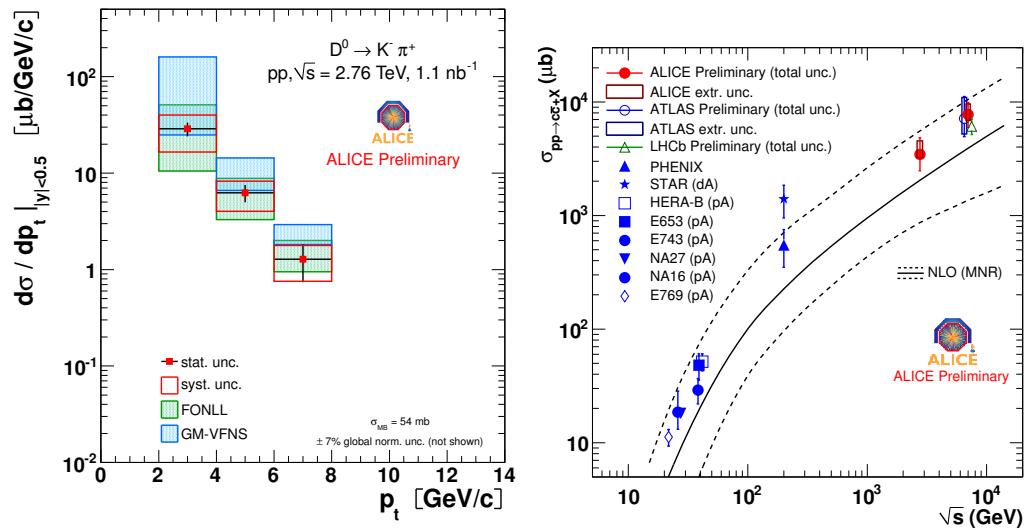 dσ / dp_t |_|y|<0.5 [μb/GeV/c]
10²
10
1
10⁻¹
10⁻²
D⁰ → K⁻ π⁺
pp, √s = 2.76 TeV, 1.1 nb⁻¹
ALICE
ALICE Preliminary
stat. unc.
syst. unc.
FONLL
GM-VFNS
σ_MB = 54 mb
± 7% global norm. unc. (not shown)
0 2 4 6 8 10 12 14
p_t [GeV/c]
σ_pp→cc̄+X (μb)
10⁴
10³
10²
10
ALICE Preliminary (total unc.)
ALICE extr. unc.
ATLAS Preliminary (total unc.)
ATLAS extr. unc.
LHCb Preliminary (total unc.)
PHENIX
STAR (dA)
HERA-B (pA)
E653 (pA)
E743 (pA)
NA27 (pA)
NA16 (pA)
E769 (pA)
NLO (MNR)
ALICE
ALICE Preliminary
10 10² 10³ 10⁴
√s (GeV)